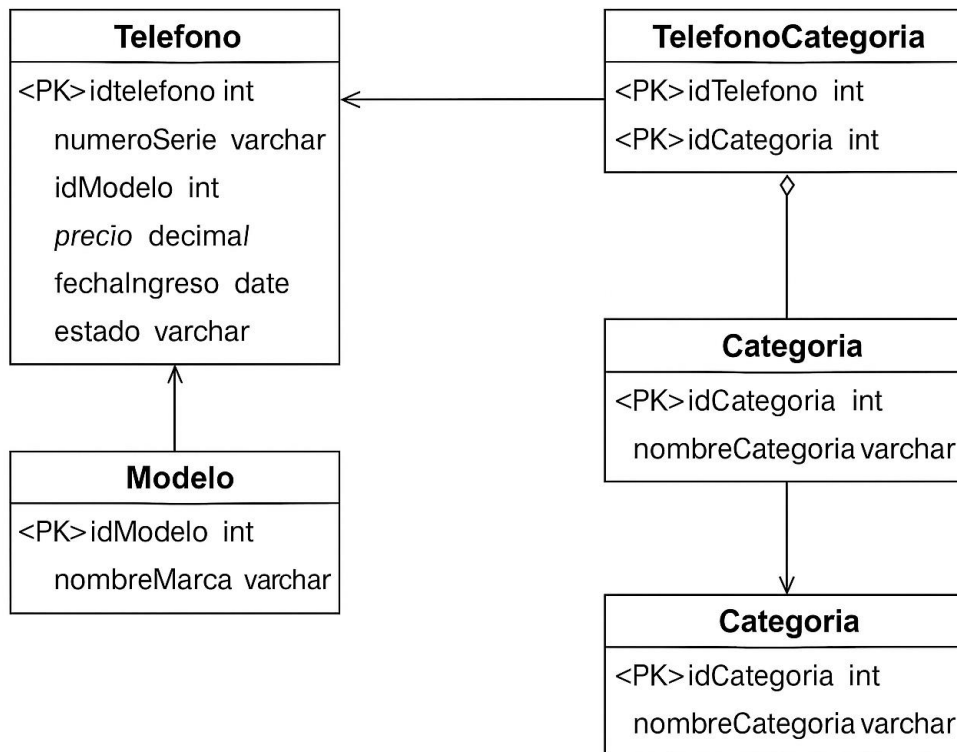 Telefono
<PK>idtelefono int
numeroSerie varchar
idModelo int
precio decimal
fechaIngreso date
estado varchar
TelefonoCategoria
<PK>idTelefono int
<PK>idCategoria int
Modelo
<PK>idModelo int
nombreMarca varchar
Categoria
<PK>idCategoria int
nombreCategoria varchar
Categoria
<PK>idCategoria int
nombreCategoria varchar